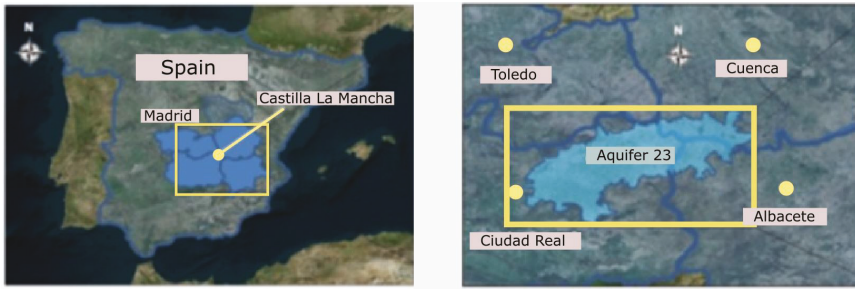 N
Spain
Castilla La Mancha
Madrid
N
Toledo
Cuenca
Aquifer 23
Albacete
Ciudad Real